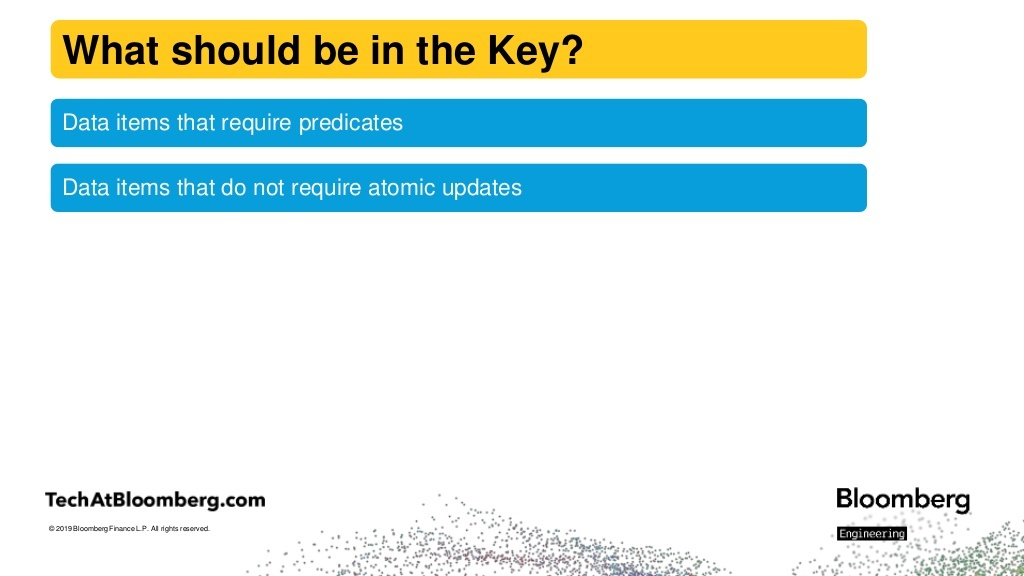 What should be in the Key?
Data items that require predicates
Data items that do not require atomic updates
TechAtBloomberg.com
© 2019 Bloomberg Finance L.P. All rights reserved.
Bloomberg
Engineering